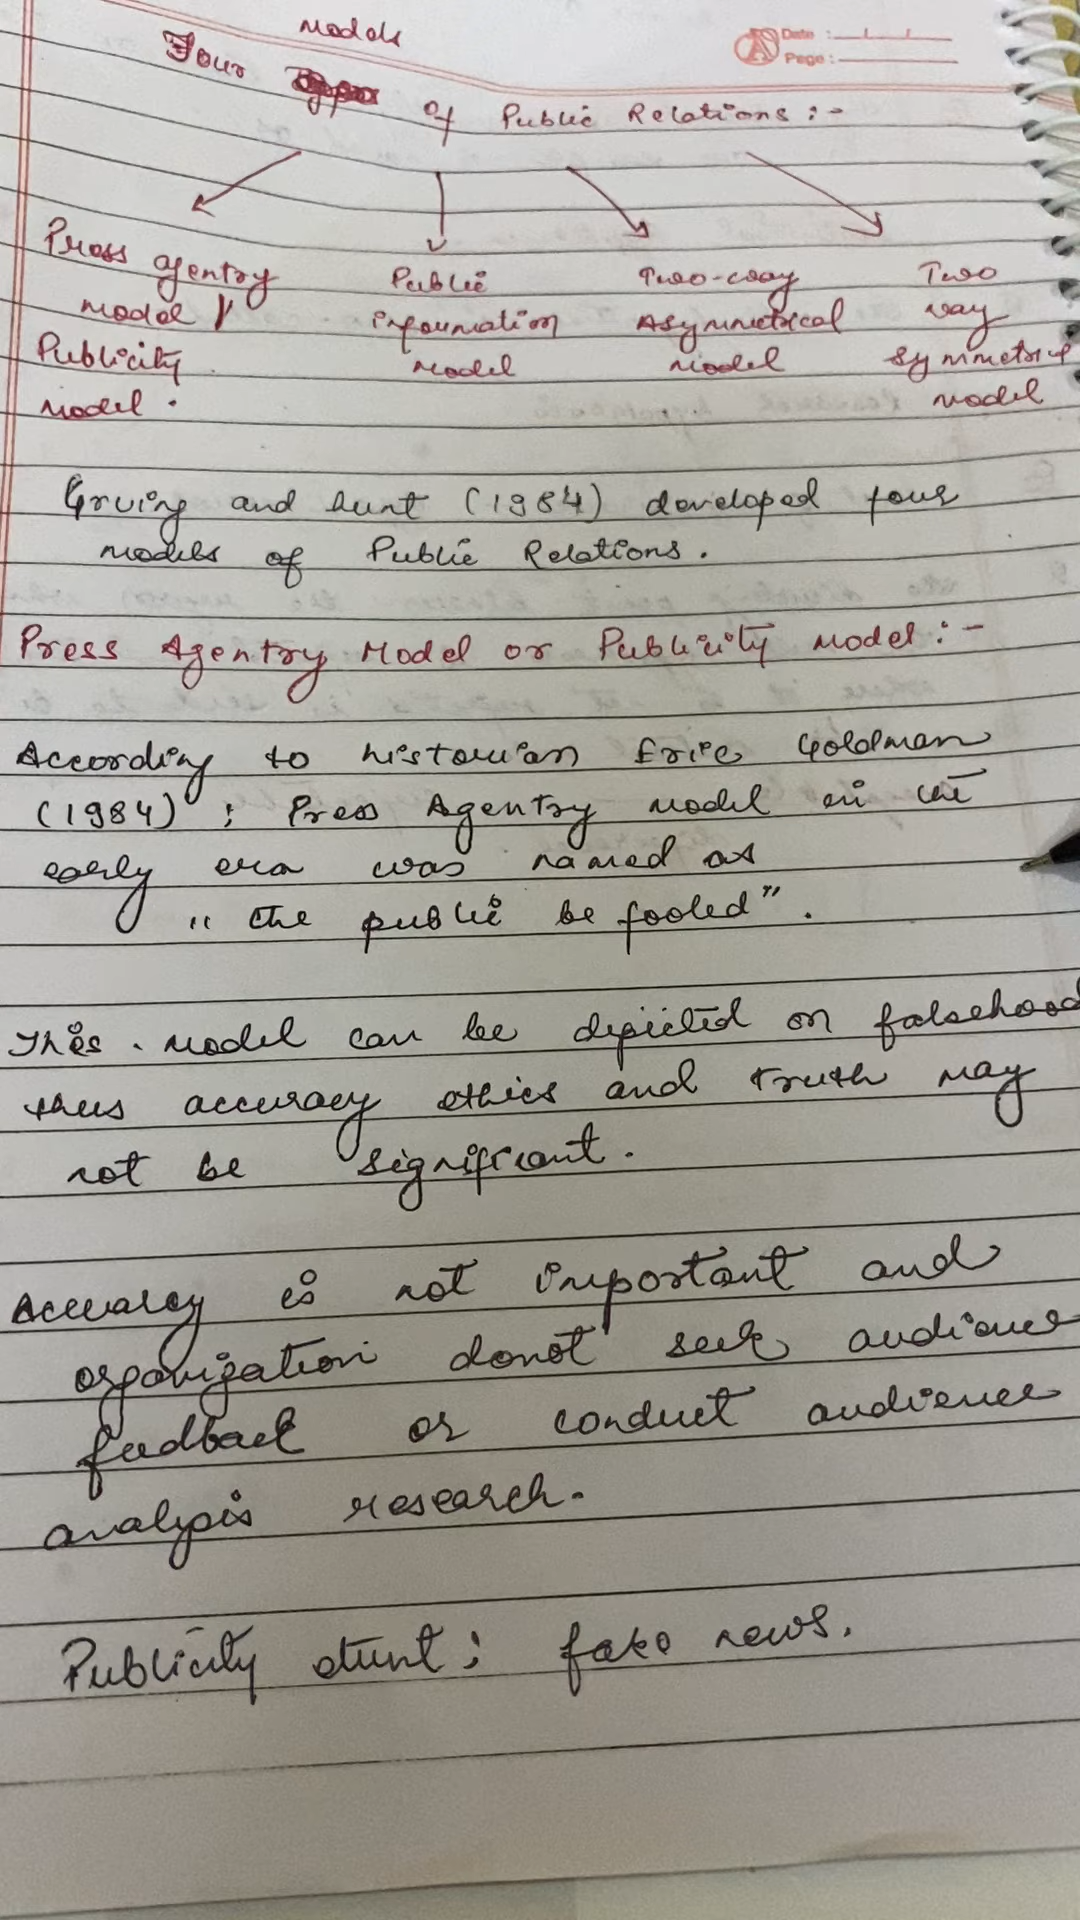 Models
Four of Public Relations :-
Date :
Page :
Press agentry model / Publicity model.
Public information model
Two-way Asymmetrical model
Two way Symmetrical model
Gruing and hunt (1984) developed four
models of Public Relations.
Press Agentry Model or Publicity model :-
According to historian Eric Goldman
(1984) ; Press Agentry model in the
early era was named as
" the public be fooled".
This . model can be depicted on falsehood
thus accuracy ethics and truth may
not be significant.
Accuracy is not important and
organization donot seek audience
feedback or conduct audience
analysis research.
Publicity stunt ; fake news.